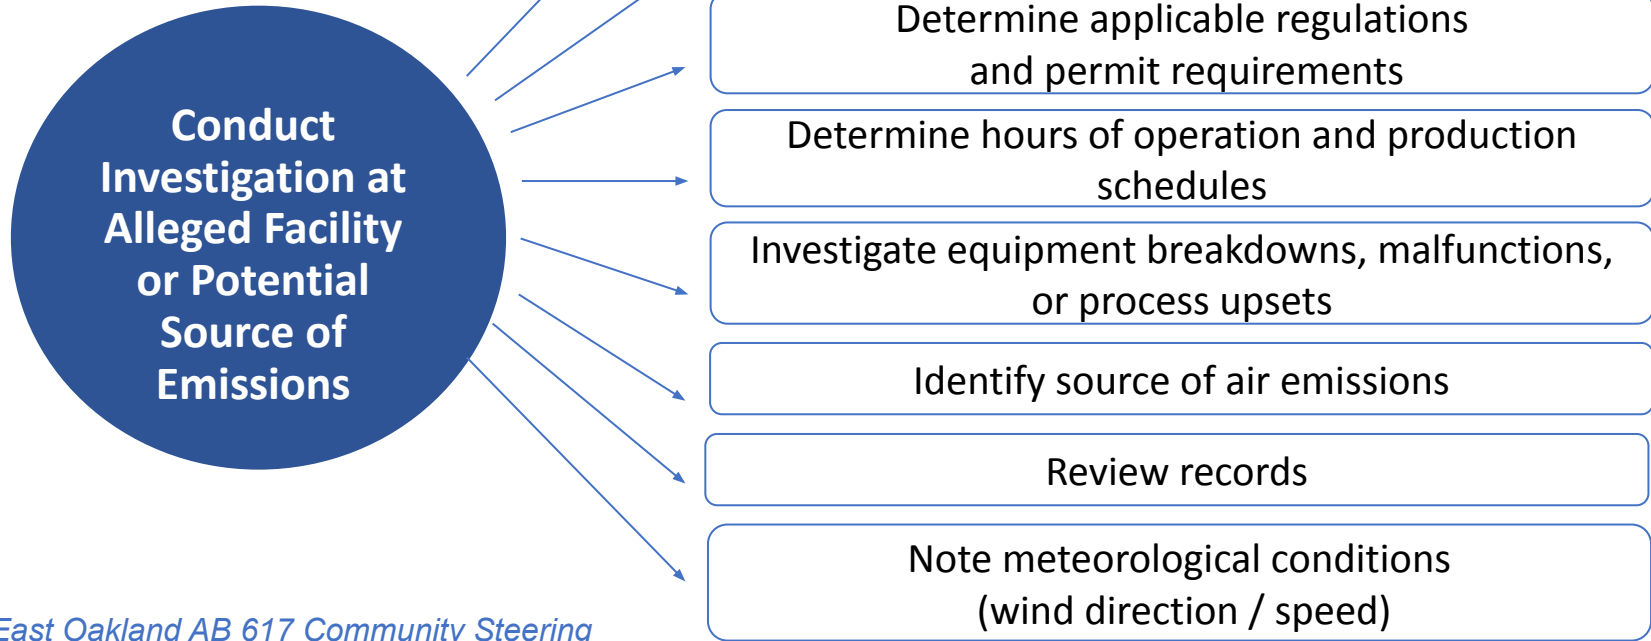 Conduct
Investigation at
Alleged Facility
or Potential
Source of
Emissions
Determine applicable regulations
and permit requirements
Determine hours of operation and production
schedules
Investigate equipment breakdowns, malfunctions,
or process upsets
Identify source of air emissions
Review records
Note meteorological conditions
(wind direction / speed)
East Oakland AB 617 Community Steering